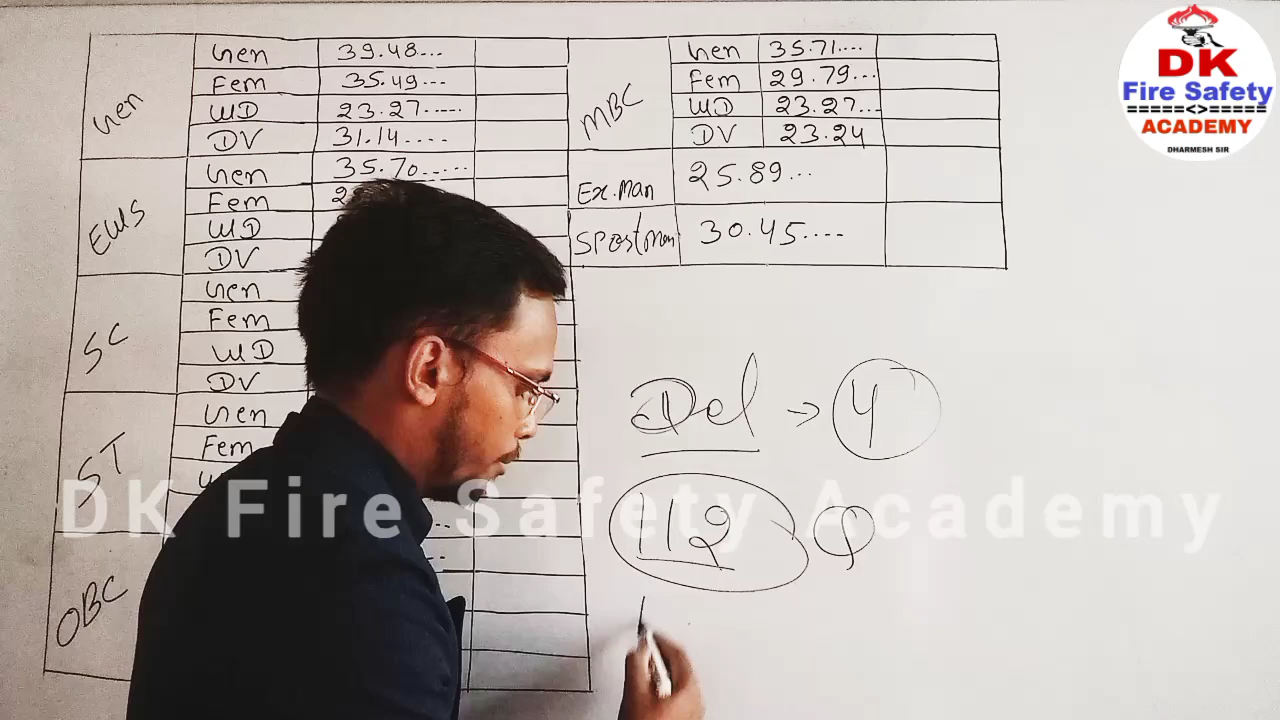 Gen
Gen 39.48...
Fem 35.49...
WD 23.27.....
DV 31.14....
EWS
Gen 35.70.....
Fem
WD
DV
SC
Gen
Fem
WD
DV
ST
Gen
Fem
OBC
MBC
Gen 35.71....
Fem 29.79...
WD 23.27...
DV 23.24
Ex.Man 25.89...
30.45....
Del → 4
112 Q
DK
Fire Safety
=====<>=====
ACADEMY
DHARMESH SIR
DK Fire Safety Academy